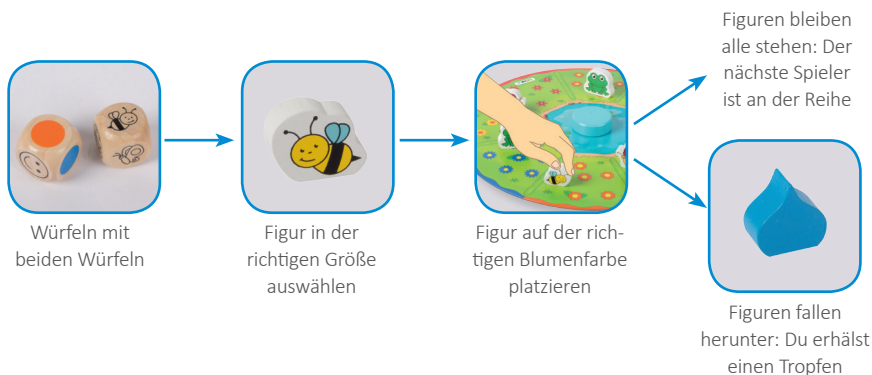 Würfeln mit
beiden Würfeln
Figur in der
richtigen Größe
auswählen
Figur auf der rich-
tigen Blumenfarbe
platzieren
Figuren bleiben
alle stehen: Der
nächste Spieler
ist an der Reihe
Figuren fallen
herunter: Du erhälst
einen Tropfen